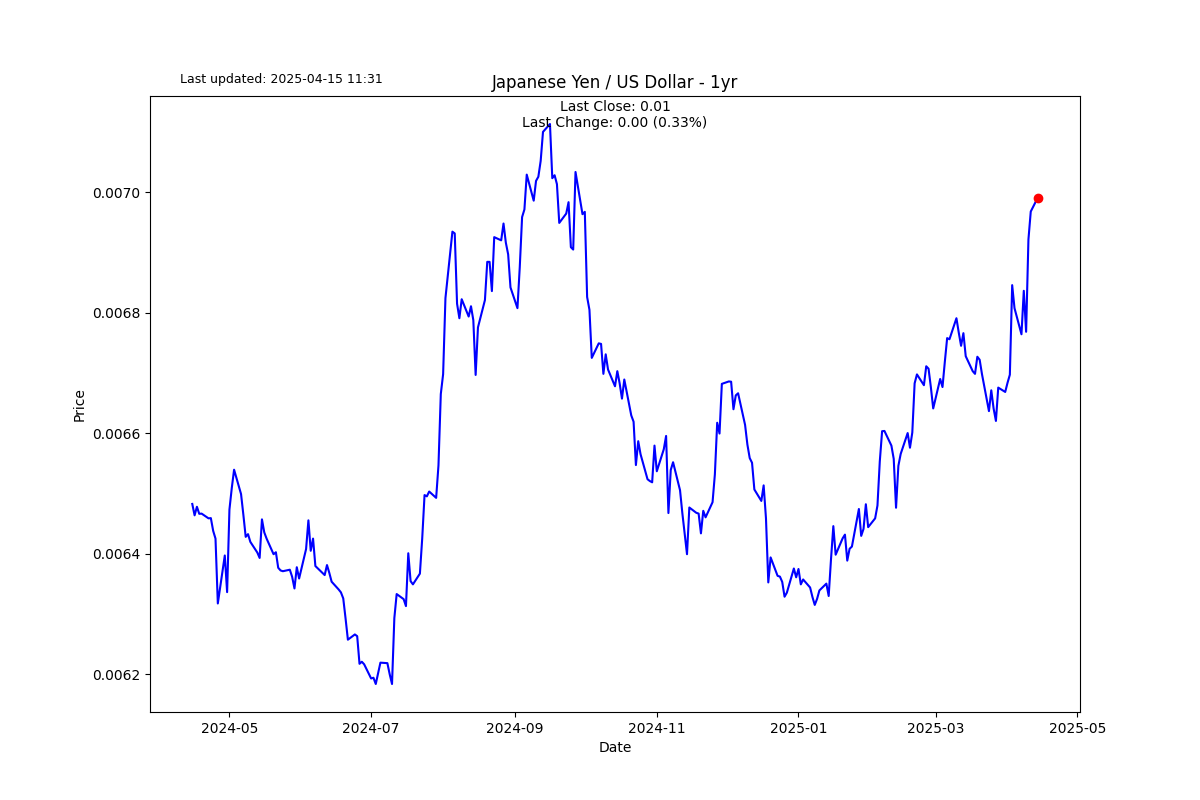 Last updated: 2025-04-15 11:31
Japanese Yen / US Dollar - 1yr
Last Close: 0.01
Last Change: 0.00 (0.33%)
0.0070
0.0068
0.0066
0.0064
0.0062
Price
2024-05
2024-07
2024-09
2024-11
2025-01
2025-03
2025-05
Date